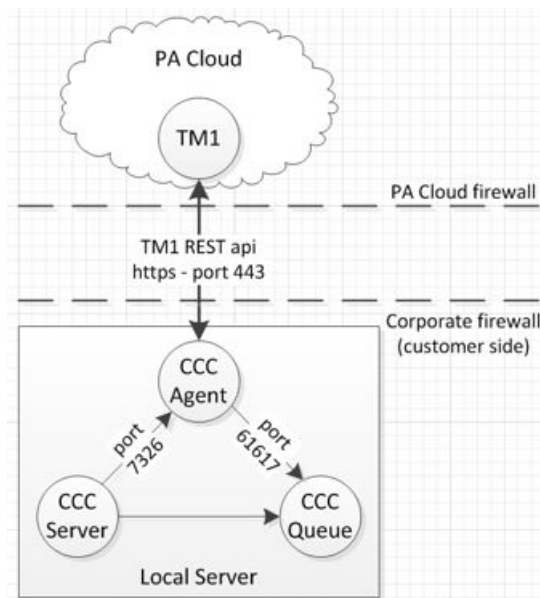 PA Cloud
TM1
PA Cloud firewall
TM1 REST api
https - port 443
Corporate firewall
(customer side)
CCC
Agent
port
7326
port
61617
CCC
Server
CCC
Queue
Local Server